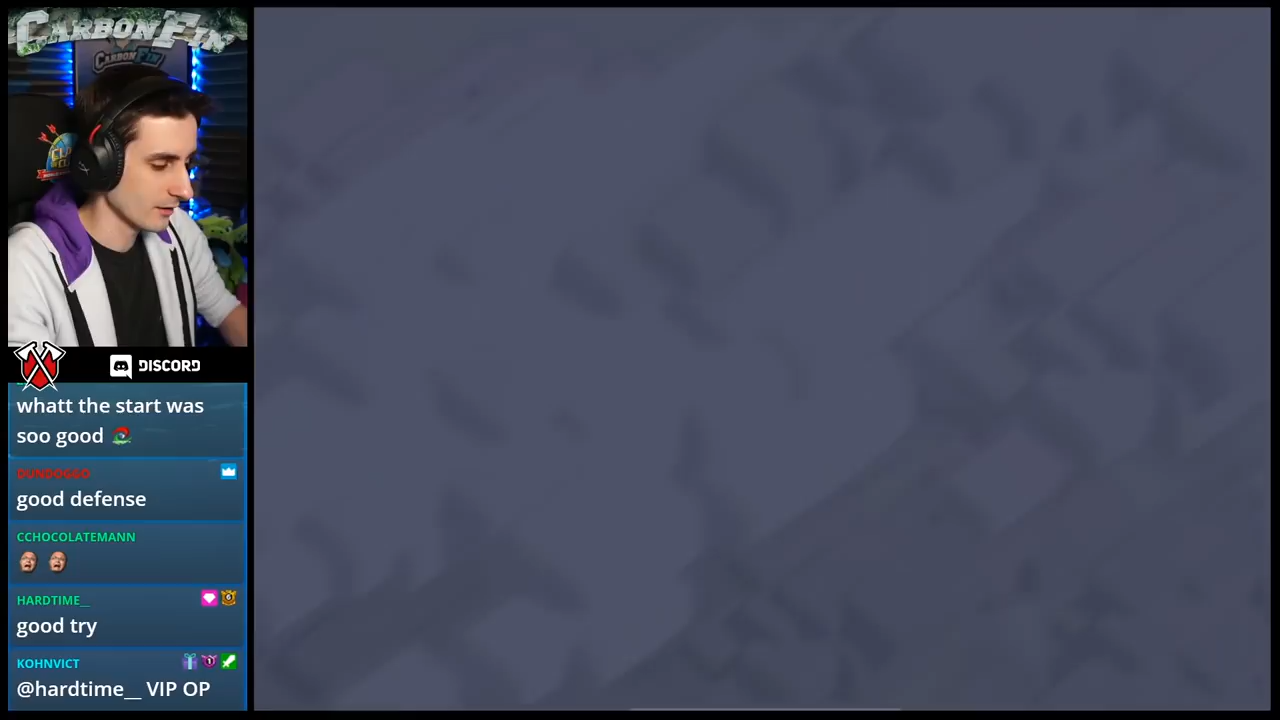 CARBONFIN
CARBONFIN
DISCORD
whatt the start was
soo good
DUNDOGGO
good defense
CCHOCOLATEMANN
HARDTIME__
good try
KOHNVICT
@hardtime__ VIP OP